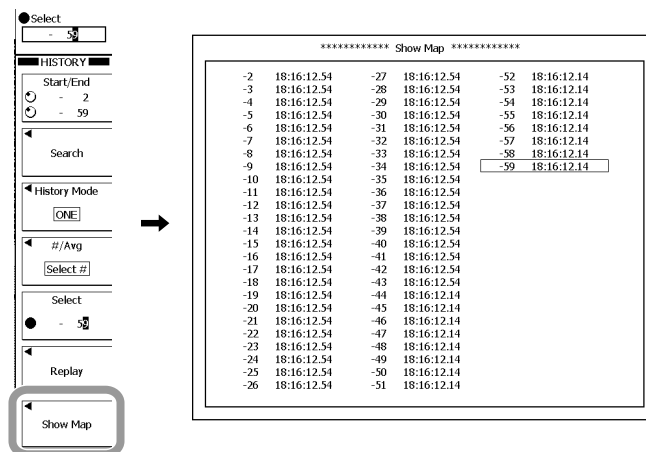 Select
- 59
HISTORY
Start/End
- 2
- 59
Search
History Mode
ONE
#/Avg
Select #
Select
- 59
Replay
Show Map
************ Show Map ************
-2 18:16:12.54 -27 18:16:12.54 -52 18:16:12.14
-3 18:16:12.54 -28 18:16:12.54 -53 18:16:12.14
-4 18:16:12.54 -29 18:16:12.54 -54 18:16:12.14
-5 18:16:12.54 -30 18:16:12.54 -55 18:16:12.14
-6 18:16:12.54 -31 18:16:12.54 -56 18:16:12.14
-7 18:16:12.54 -32 18:16:12.54 -57 18:16:12.14
-8 18:16:12.54 -33 18:16:12.54 -58 18:16:12.14
-9 18:16:12.54 -34 18:16:12.54 -59 18:16:12.14
-10 18:16:12.54 -35 18:16:12.54
-11 18:16:12.54 -36 18:16:12.54
-12 18:16:12.54 -37 18:16:12.54
-13 18:16:12.54 -38 18:16:12.54
-14 18:16:12.54 -39 18:16:12.54
-15 18:16:12.54 -40 18:16:12.54
-16 18:16:12.54 -41 18:16:12.54
-17 18:16:12.54 -42 18:16:12.54
-18 18:16:12.54 -43 18:16:12.54
-19 18:16:12.54 -44 18:16:12.14
-20 18:16:12.54 -45 18:16:12.14
-21 18:16:12.54 -46 18:16:12.14
-22 18:16:12.54 -47 18:16:12.14
-23 18:16:12.54 -48 18:16:12.14
-24 18:16:12.54 -49 18:16:12.14
-25 18:16:12.54 -50 18:16:12.14
-26 18:16:12.54 -51 18:16:12.14